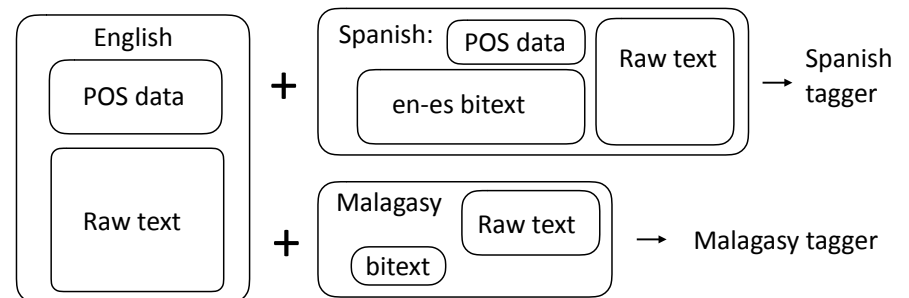 English
POS data
Raw text
+
Spanish:
POS data
en-es bitext
Raw text
→
Spanish
tagger
+
Malagasy
Raw text
bitext
→
Malagasy tagger